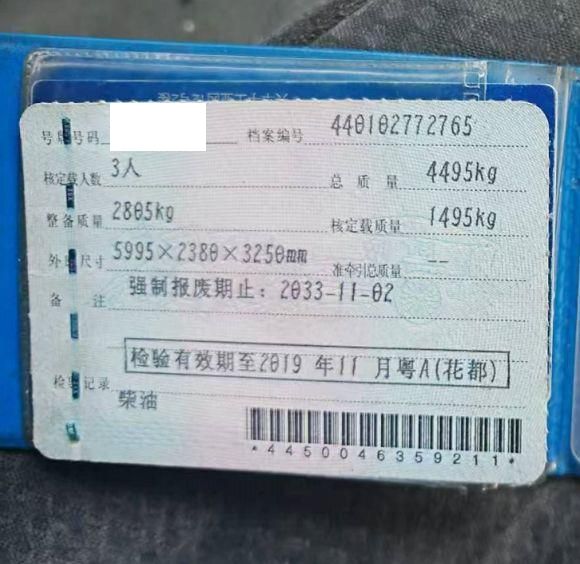 号牌号码 档案编号 440102772765
核定载人数 3人 总质量 4495kg
整备质量 2805kg 核定载质量 1495kg
外廓尺寸 5995×2380×3250mm 准牵引总质量 --
备注 强制报废期止：2033-11-02
检验有效期至2019 年11 月粤A(花都)
检验记录
柴油
*4450046359211*